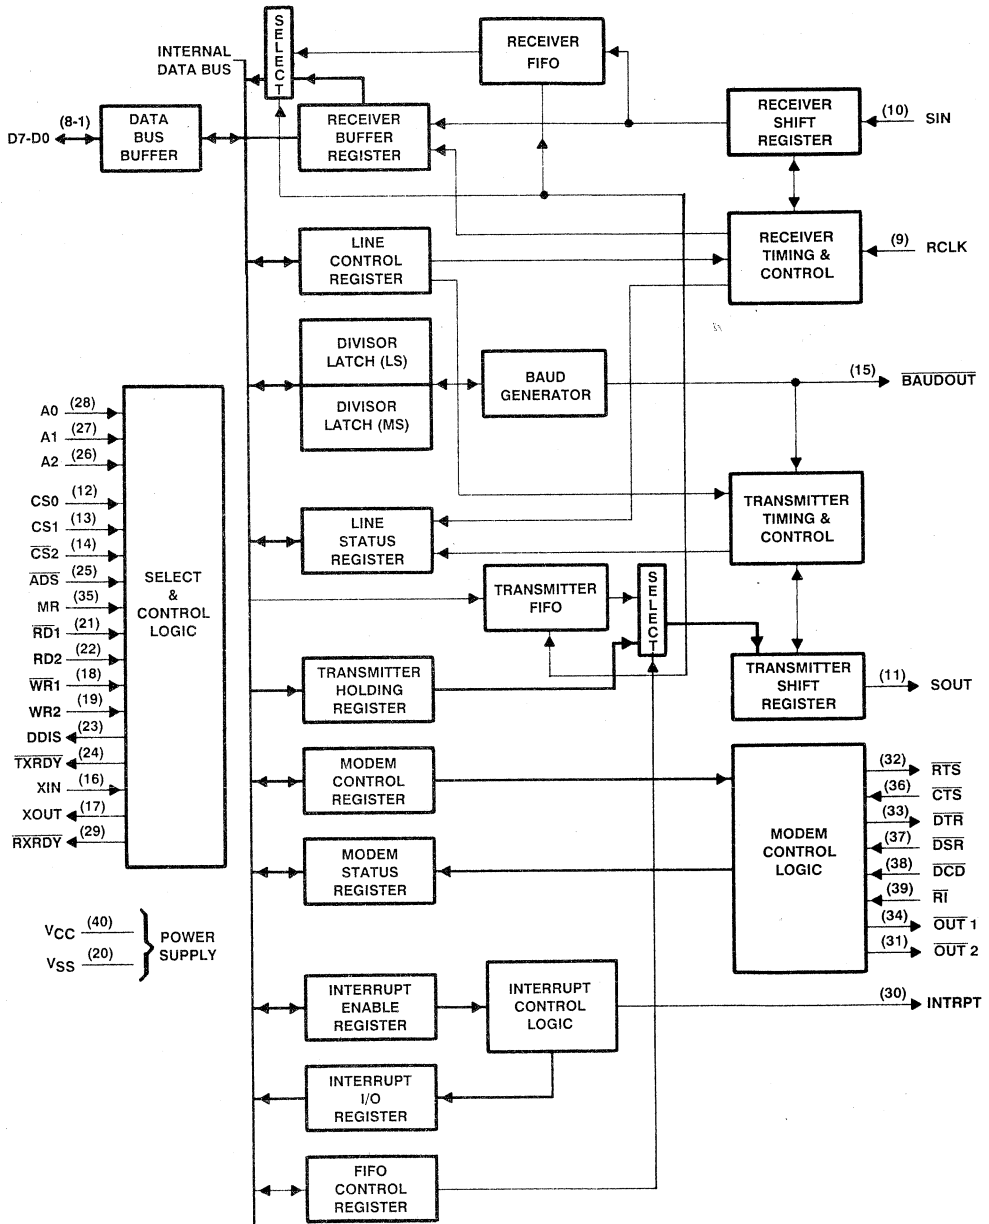 INTERNAL
DATA BUS
SELECT
RECEIVER
FIFO
D7-D0
(8-1)
DATA
BUS
BUFFER
RECEIVER
BUFFER
REGISTER
RECEIVER
SHIFT
REGISTER
(10)
SIN
LINE
CONTROL
REGISTER
RECEIVER
TIMING &
CONTROL
(9)
RCLK
DIVISOR
LATCH (LS)
DIVISOR
LATCH (MS)
BAUD
GENERATOR
(15)
BAUDOUT
A0 (28)
A1 (27)
A2 (26)
CS0 (12)
CS1 (13)
CS2 (14)
ADS (25)
MR (35)
RD1 (21)
RD2 (22)
WR1 (18)
WR2 (19)
DDIS (23)
TXRDY (24)
XIN (16)
XOUT (17)
RXRDY (29)
SELECT
&
CONTROL
LOGIC
LINE
STATUS
REGISTER
TRANSMITTER
TIMING &
CONTROL
TRANSMITTER
FIFO
SELECT
TRANSMITTER
HOLDING
REGISTER
TRANSMITTER
SHIFT
REGISTER
(11)
SOUT
MODEM
CONTROL
REGISTER
MODEM
STATUS
REGISTER
MODEM
CONTROL
LOGIC
(32) RTS
(36) CTS
(33) DTR
(37) DSR
(38) DCD
(39) RI
(34) OUT 1
(31) OUT 2
VCC (40)
VSS (20)
POWER
SUPPLY
INTERRUPT
ENABLE
REGISTER
INTERRUPT
CONTROL
LOGIC
(30)
INTRPT
INTERRUPT
I/O
REGISTER
FIFO
CONTROL
REGISTER